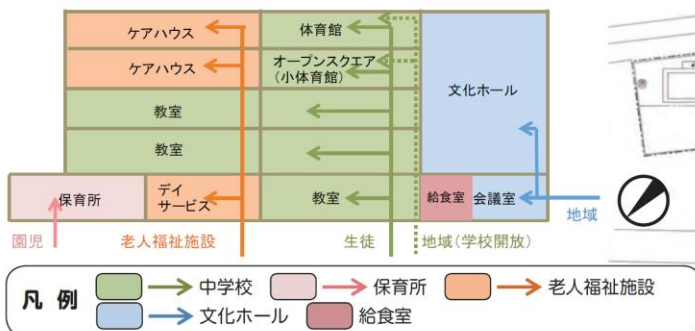 ケアハウス
体育館
ケアハウス
オープンスクエア
(小体育館)
文化ホール
教室
教室
保育所
デイ
サービス
教室
給食室
会議室
園児
老人福祉施設
生徒
地域(学校開放)
地域
凡 例
中学校
保育所
老人福祉施設
文化ホール
給食室